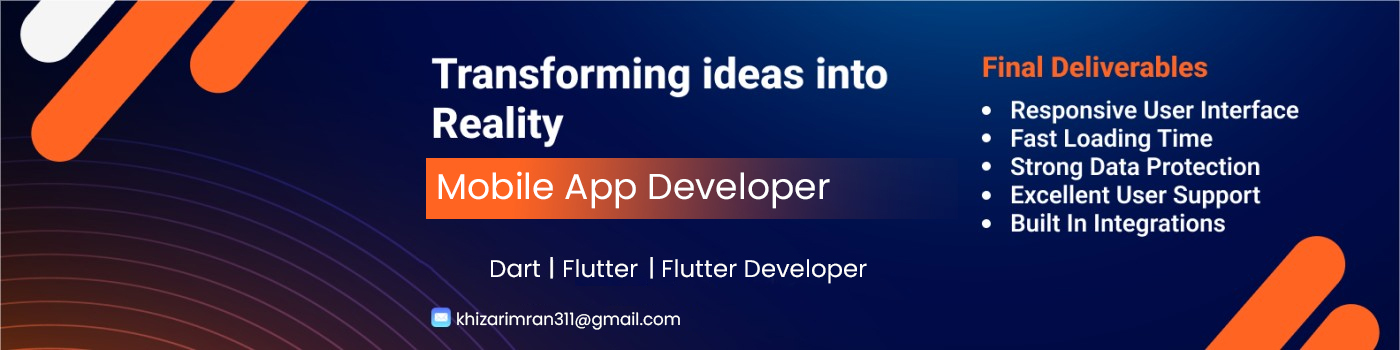 Transforming ideas into
Reality
Mobile App Developer
Dart | Flutter | Flutter Developer
khizarimran311@gmail.com
Final Deliverables
• Responsive User Interface
• Fast Loading Time
• Strong Data Protection
• Excellent User Support
• Built In Integrations